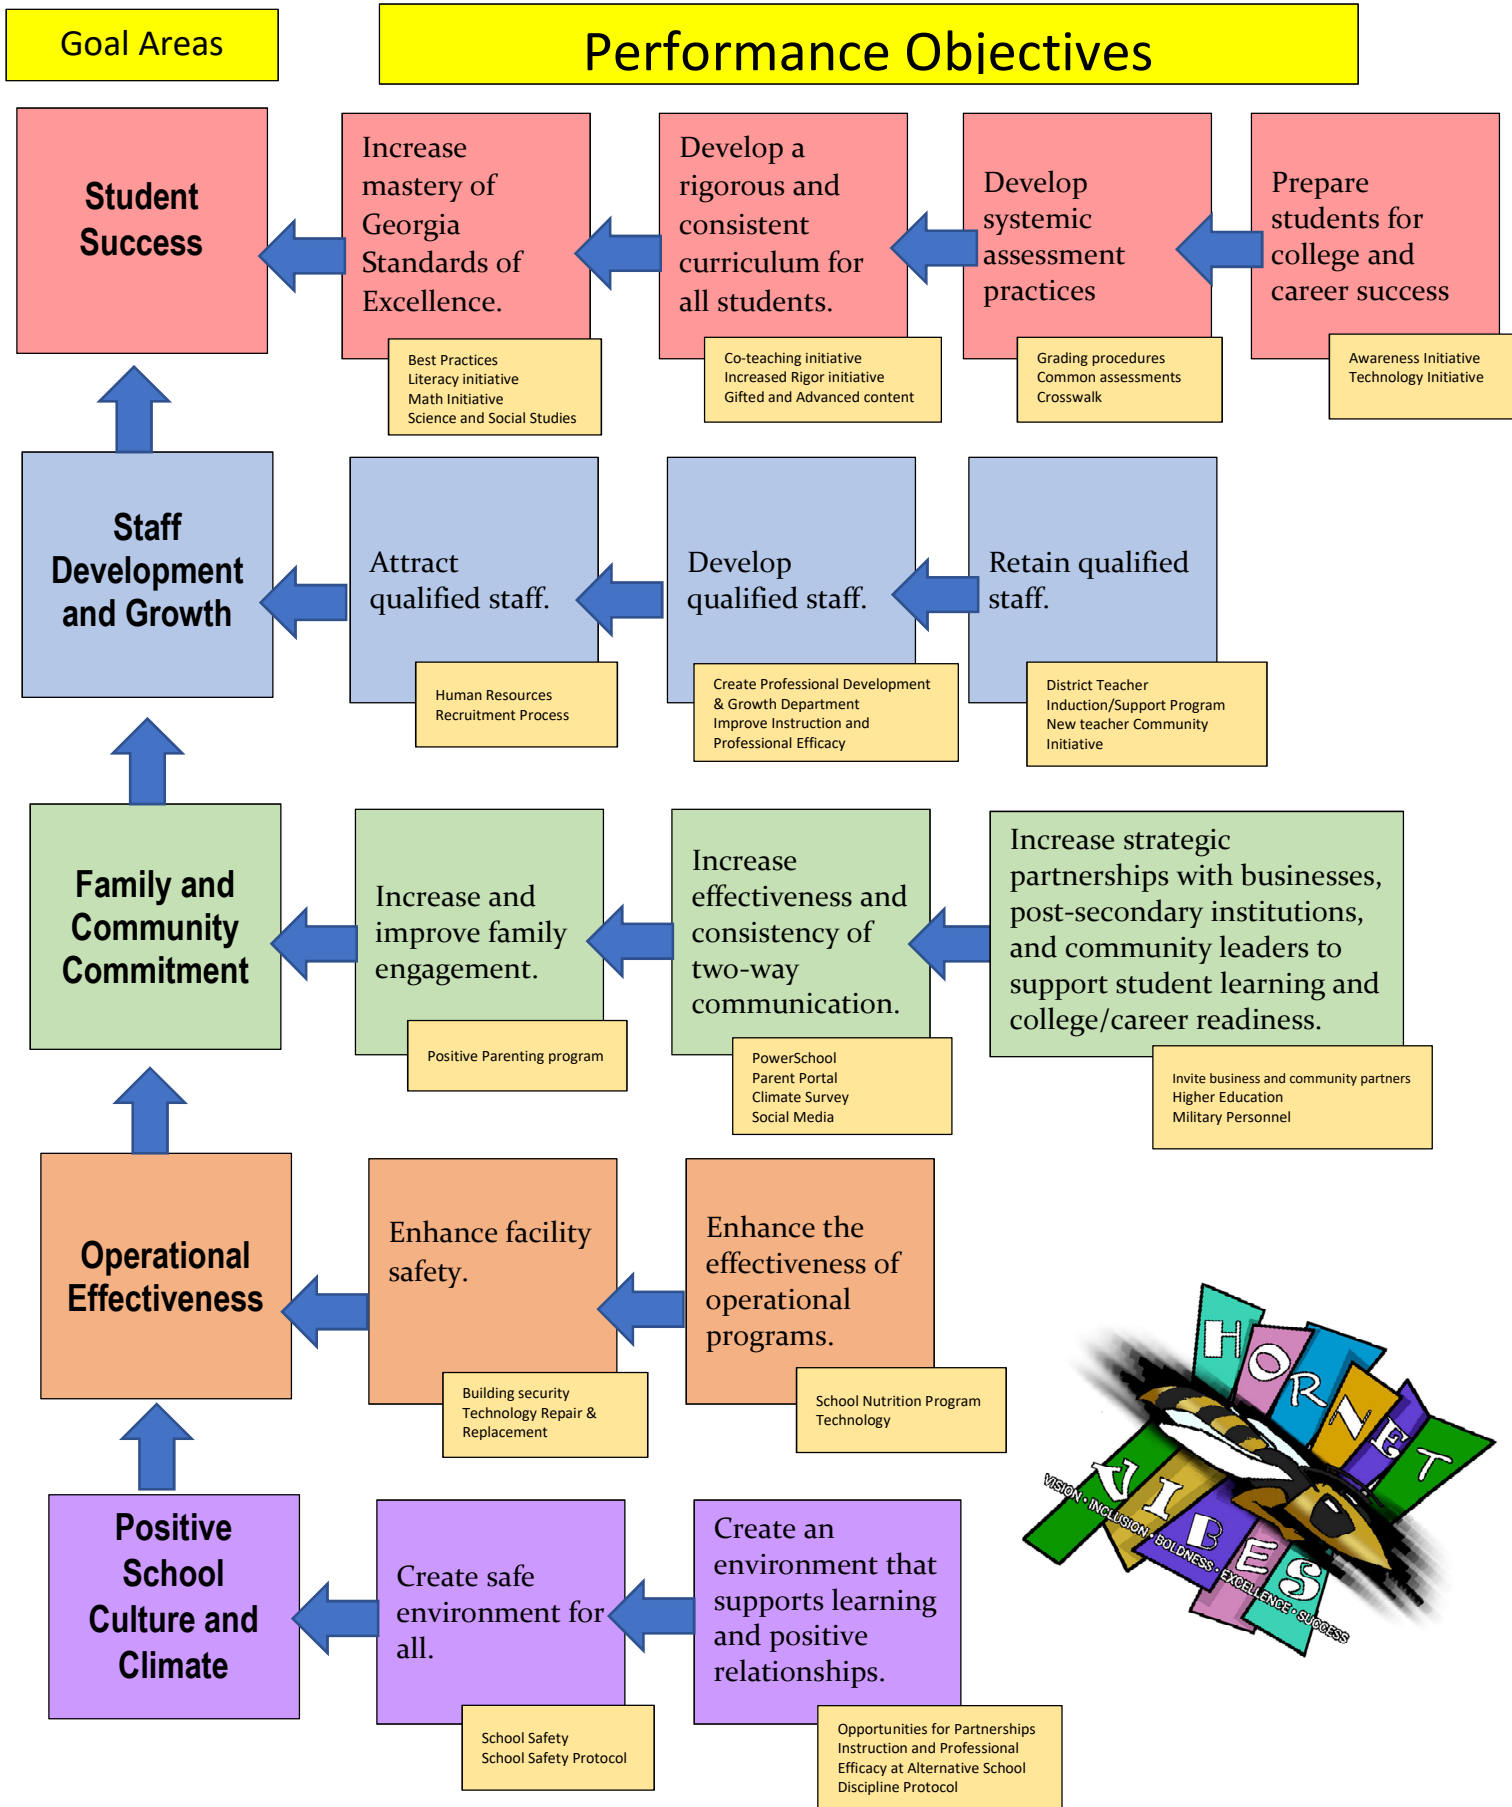 Goal Areas
Performance Objectives
Student
Success
Increase
mastery of
Georgia
Standards of
Excellence.
Best Practices
Literacy initiative
Math Initiative
Science and Social Studies
Develop a
rigorous and
consistent
curriculum for
all students.
Co-teaching initiative
Increased Rigor initiative
Gifted and Advanced content
Develop
systemic
assessment
practices
Grading procedures
Common assessments
Crosswalk
Prepare
students for
college and
career success
Awareness Initiative
Technology Initiative
Staff
Development
and Growth
Attract
qualified staff.
Human Resources
Recruitment Process
Develop
qualified staff.
Create Professional Development
& Growth Department
Improve Instruction and
Professional Efficacy
Retain qualified
staff.
District Teacher
Induction/Support Program
New teacher Community
Initiative
Family and
Community
Commitment
Increase and
improve family
engagement.
Positive Parenting program
Increase
effectiveness and
consistency of
two-way
communication.
PowerSchool
Parent Portal
Climate Survey
Social Media
Increase strategic
partnerships with businesses,
post-secondary institutions,
and community leaders to
support student learning and
college/career readiness.
Invite business and community partners
Higher Education
Military Personnel
Operational
Effectiveness
Enhance facility
safety.
Building security
Technology Repair &
Replacement
Enhance the
effectiveness of
operational
programs.
School Nutrition Program
Technology
Positive
School
Culture and
Climate
Create safe
environment for
all.
School Safety
School Safety Protocol
Create an
environment that
supports learning
and positive
relationships.
Opportunities for Partnerships
Instruction and Professional
Efficacy at Alternative School
Discipline Protocol
HORNET
VIBES
VISION • INCLUSION • BOLDNESS • EXCELLENCE • SUCCESS